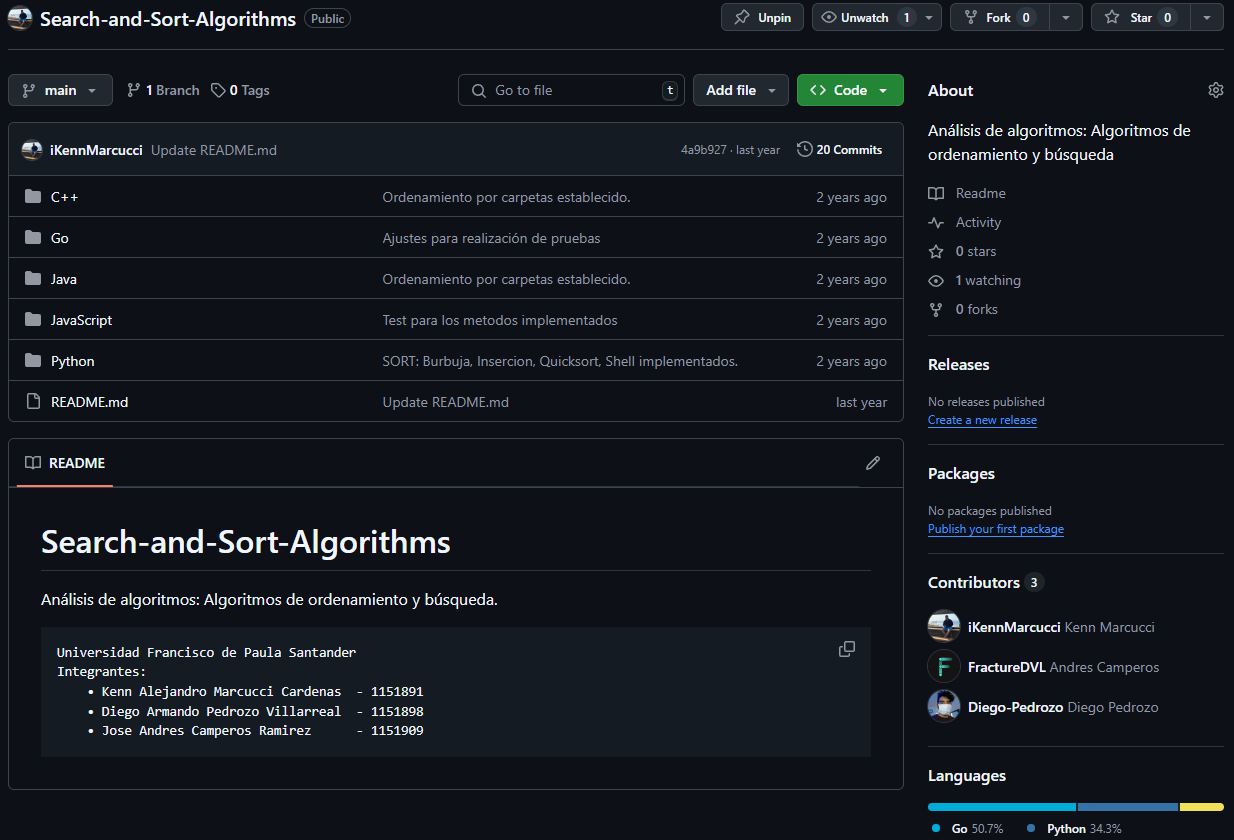 Search-and-Sort-Algorithms Public Unpin Unwatch 1 Fork 0 Star 0
main 1 Branch 0 Tags Go to file t Add file Code
iKennMarcucci Update README.md 4a9b927 · last year 20 Commits
C++ Ordenamiento por carpetas establecido. 2 years ago
Go Ajustes para realización de pruebas 2 years ago
Java Ordenamiento por carpetas establecido. 2 years ago
JavaScript Test para los metodos implementados 2 years ago
Python SORT: Burbuja, Insercion, Quicksort, Shell implementados. 2 years ago
README.md Update README.md last year
README
Search-and-Sort-Algorithms
Análisis de algoritmos: Algoritmos de ordenamiento y búsqueda.
Universidad Francisco de Paula Santander
Integrantes:
• Kenn Alejandro Marcucci Cardenas - 1151891
• Diego Armando Pedrozo Villarreal - 1151898
• Jose Andres Camperos Ramirez - 1151909
About
Análisis de algoritmos: Algoritmos de
ordenamiento y búsqueda
Readme
Activity
0 stars
1 watching
0 forks
Releases
No releases published
Create a new release
Packages
No packages published
Publish your first package
Contributors 3
iKennMarcucci Kenn Marcucci
FractureDVL Andres Camperos
Diego-Pedrozo Diego Pedrozo
Languages
Go 50.7% Python 34.3%